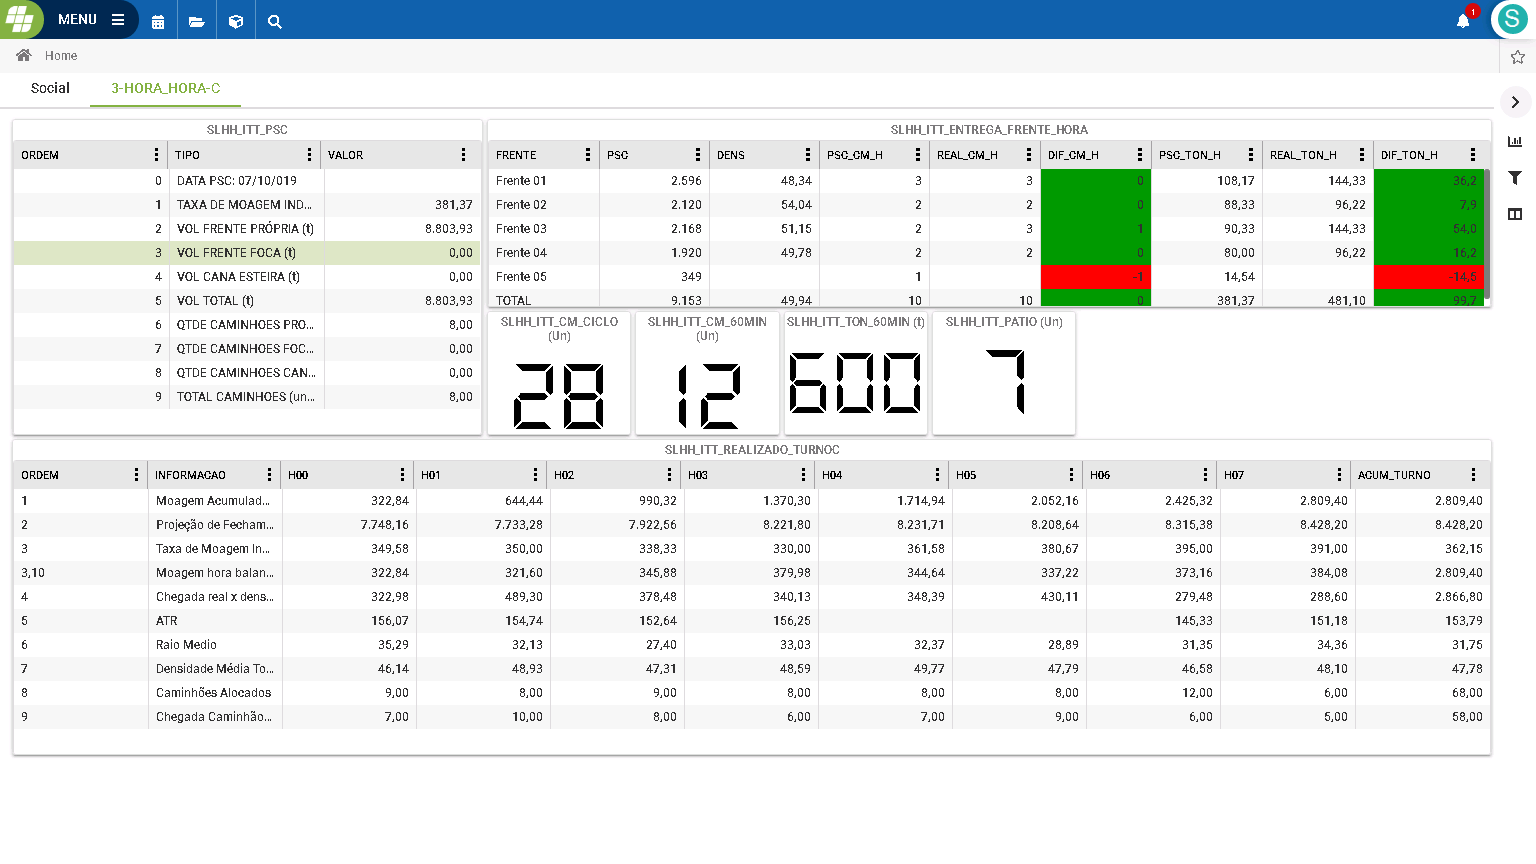 MENU
1
S
Home
Social 3-HORA_HORA-C
SLHH_ITT_PSC
ORDEM TIPO VALOR
0 DATA PSC: 07/10/019
1 TAXA DE MOAGEM IND... 381,37
2 VOL FRENTE PRÓPRIA (t) 8.803,93
3 VOL FRENTE FOCA (t) 0,00
4 VOL CANA ESTEIRA (t) 0,00
5 VOL TOTAL (t) 8.803,93
6 QTDE CAMINHOES PRO... 8,00
7 QTDE CAMINHOES FOC... 0,00
8 QTDE CAMINHOES CAN... 0,00
9 TOTAL CAMINHOES (un... 8,00
SLHH_ITT_ENTREGA_FRENTE_HORA
FRENTE PSC DENS PSC_CM_H REAL_CM_H DIF_CM_H PSC_TON_H REAL_TON_H DIF_TON_H
Frente 01 2.596 48,34 3 3 0 108,17 144,33 36,2
Frente 02 2.120 54,04 2 2 0 88,33 96,22 7,9
Frente 03 2.168 51,15 2 3 1 90,33 144,33 54,0
Frente 04 1.920 49,78 2 2 0 80,00 96,22 16,2
Frente 05 349 1 -1 14,54 -14,5
TOTAL 9.153 49,94 10 10 0 381,37 481,10 99,7
SLHH_ITT_CM_CICLO
(Un)
28
SLHH_ITT_CM_60MIN
(Un)
12
SLHH_ITT_TON_60MIN (t)
600
SLHH_ITT_PATIO (Un)
7
SLHH_ITT_REALIZADO_TURNOC
ORDEM INFORMACAO H00 H01 H02 H03 H04 H05 H06 H07 ACUM_TURNO
1 Moagem Acumulad... 322,84 644,44 990,32 1.370,30 1.714,94 2.052,16 2.425,32 2.809,40 2.809,40
2 Projeção de Fecham... 7.748,16 7.733,28 7.922,56 8.221,80 8.231,71 8.208,64 8.315,38 8.428,20 8.428,20
3 Taxa de Moagem In... 349,58 350,00 338,33 330,00 361,58 380,67 395,00 391,00 362,15
3,10 Moagem hora balan... 322,84 321,60 345,88 379,98 344,64 337,22 373,16 384,08 2.809,40
4 Chegada real x dens... 322,98 489,30 378,48 340,13 348,39 430,11 279,48 288,60 2.866,80
5 ATR 156,07 154,74 152,64 156,25 145,33 151,18 153,79
6 Raio Medio 35,29 32,13 27,40 33,03 32,37 28,89 31,35 34,36 31,75
7 Densidade Média To... 46,14 48,93 47,31 48,59 49,77 47,79 46,58 48,10 47,78
8 Caminhões Alocados 9,00 8,00 9,00 8,00 8,00 8,00 12,00 6,00 68,00
9 Chegada Caminhão... 7,00 10,00 8,00 6,00 7,00 9,00 6,00 5,00 58,00